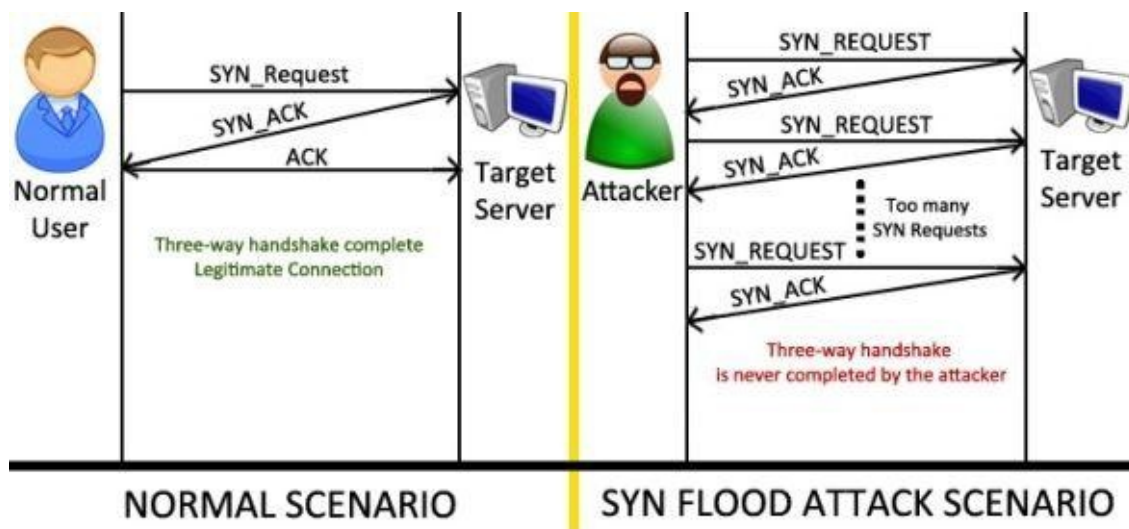 SYN_Request
SYN_ACK
ACK
Normal
User
Target
Server
Three-way handshake complete
Legitimate Connection
NORMAL SCENARIO
SYN_REQUEST
SYN_ACK
SYN_REQUEST
SYN_ACK
Attacker
Target
Server
Too many
SYN Requests
SYN_REQUEST
SYN_ACK
Three-way handshake
is never completed by the attacker
SYN FLOOD ATTACK SCENARIO